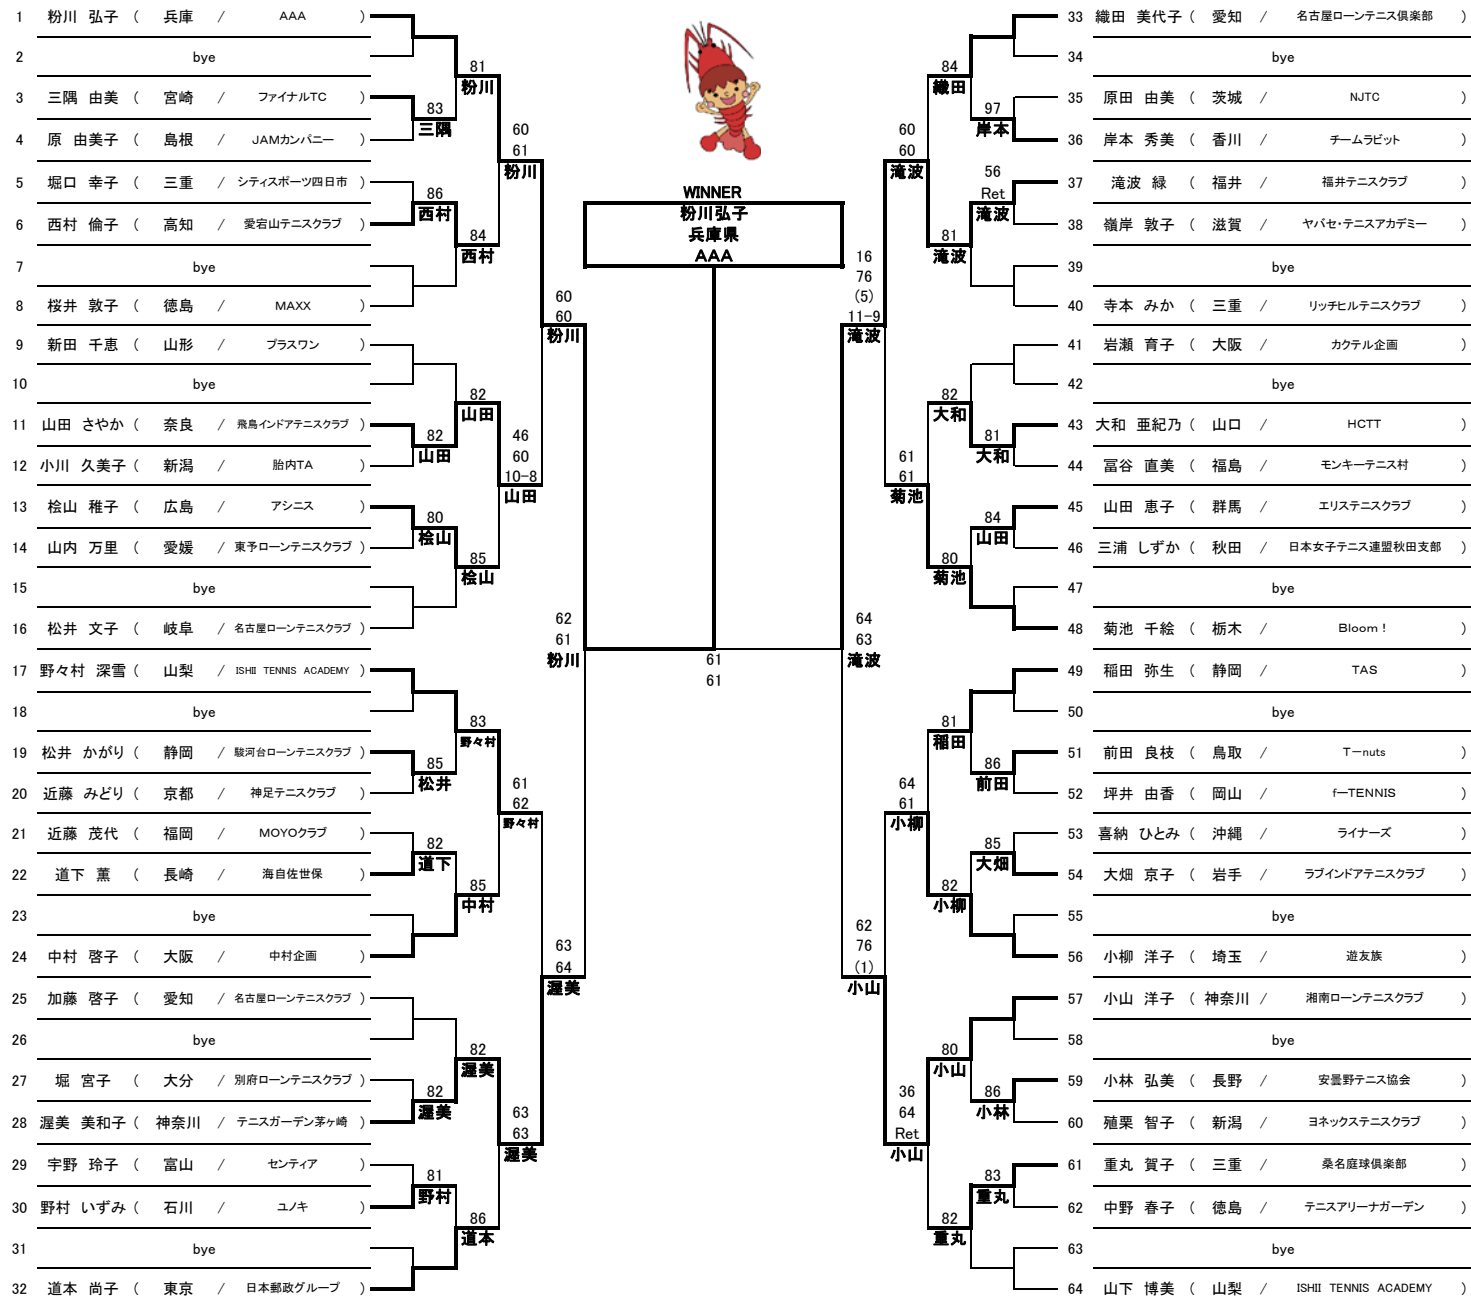 1 粉川 弘子 ( 兵庫 / AAA )
2 bye
3 三隅 由美 ( 宮崎 / ファイナルTC )
4 原 由美子 ( 島根 / JAMカンパニー )
5 堀口 幸子 ( 三重 / シティスポーツ四日市 )
6 西村 倫子 ( 高知 / 愛宕山テニスクラブ )
7 bye
8 桜井 敦子 ( 徳島 / MAXX )
9 新田 千恵 ( 山形 / プラスワン )
10 bye
11 山田 さやか ( 奈良 / 飛鳥インドアテニスクラブ )
12 小川 久美子 ( 新潟 / 胎内TA )
13 桧山 稚子 ( 広島 / アシニス )
14 山内 万里 ( 愛媛 / 東予ローンテニスクラブ )
15 bye
16 松井 文子 ( 岐阜 / 名古屋ローンテニスクラブ )
17 野々村 深雪 ( 山梨 / ISHII TENNIS ACADEMY )
18 bye
19 松井 かがり ( 静岡 / 駿河台ローンテニスクラブ )
20 近藤 みどり ( 京都 / 神足テニスクラブ )
21 近藤 茂代 ( 福岡 / MOYOクラブ )
22 道下 薫 ( 長崎 / 海自佐世保 )
23 bye
24 中村 啓子 ( 大阪 / 中村企画 )
25 加藤 啓子 ( 愛知 / 名古屋ローンテニスクラブ )
26 bye
27 堀 宮子 ( 大分 / 別府ローンテニスクラブ )
28 渥美 美和子 ( 神奈川 / テニスガーデン茅ヶ崎 )
29 宇野 玲子 ( 富山 / センティア )
30 野村 いずみ ( 石川 / ユノキ )
31 bye
32 道本 尚子 ( 東京 / 日本郵政グループ )
83
三隅
86
西村
82
山田
80
桧山
85
松井
82
道下
82
渥美
81
野村
81
粉川
84
西村
82
山田
85
桧山
83
野々村
85
中村
82
渥美
86
道本
60
61
粉川
46
60
10-8
山田
61
62
野々村
63
63
渥美
60
60
粉川
63
64
渥美
62
61
粉川
WINNER
粉川弘子
兵庫県
AAA
61
61
64
63
滝波
16
76
(5)
11-9
滝波
62
76
(1)
小山
60
60
滝波
61
61
菊池
64
61
小柳
36
64
Ret
小山
84
織田
81
滝波
82
大和
80
菊池
81
稲田
82
小柳
80
小山
82
重丸
97
岸本
56
Ret
滝波
81
大和
84
山田
86
前田
85
大畑
86
小林
83
重丸
33 織田 美代子 ( 愛知 / 名古屋ローンテニス倶楽部 )
34 bye
35 原田 由美 ( 茨城 / NJTC )
36 岸本 秀美 ( 香川 / チームラビット )
37 滝波 緑 ( 福井 / 福井テニスクラブ )
38 嶺岸 敦子 ( 滋賀 / ヤバセ・テニスアカデミー )
39 bye
40 寺本 みか ( 三重 / リッチヒルテニスクラブ )
41 岩瀬 育子 ( 大阪 / カクテル企画 )
42 bye
43 大和 亜紀乃 ( 山口 / HCTT )
44 冨谷 直美 ( 福島 / モンキーテニス村 )
45 山田 恵子 ( 群馬 / エリステニスクラブ )
46 三浦 しずか ( 秋田 / 日本女子テニス連盟秋田支部 )
47 bye
48 菊池 千絵 ( 栃木 / Bloom！ )
49 稲田 弥生 ( 静岡 / TAS )
50 bye
51 前田 良枝 ( 鳥取 / T－nuts )
52 坪井 由香 ( 岡山 / f－TENNIS )
53 喜納 ひとみ ( 沖縄 / ライナーズ )
54 大畑 京子 ( 岩手 / ラブインドアテニスクラブ )
55 bye
56 小柳 洋子 ( 埼玉 / 遊友族 )
57 小山 洋子 ( 神奈川 / 湘南ローンテニスクラブ )
58 bye
59 小林 弘美 ( 長野 / 安曇野テニス協会 )
60 殖栗 智子 ( 新潟 / ヨネックステニスクラブ )
61 重丸 賀子 ( 三重 / 桑名庭球倶楽部 )
62 中野 春子 ( 徳島 / テニスアリーナガーデン )
63 bye
64 山下 博美 ( 山梨 / ISHII TENNIS ACADEMY )